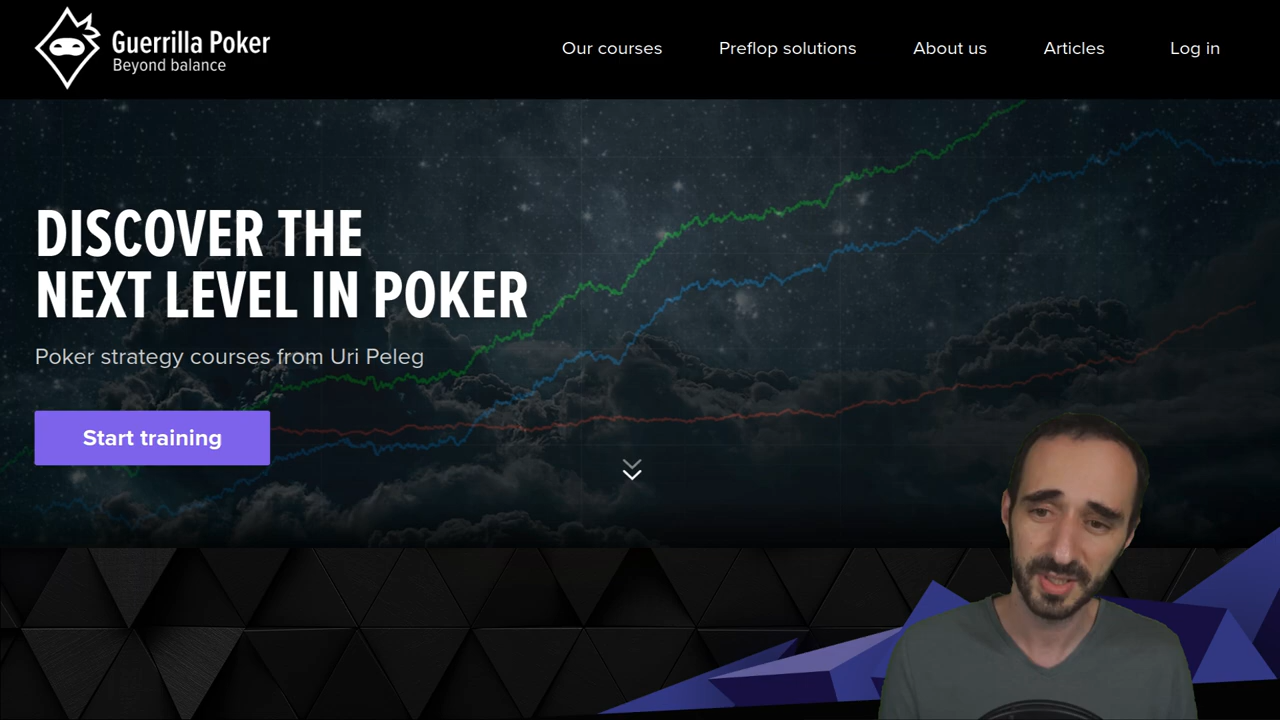 Guerrilla Poker
Beyond balance
Our courses
Preflop solutions
About us
Articles
Log in
DISCOVER THE
NEXT LEVEL IN POKER
Poker strategy courses from Uri Peleg
Start training